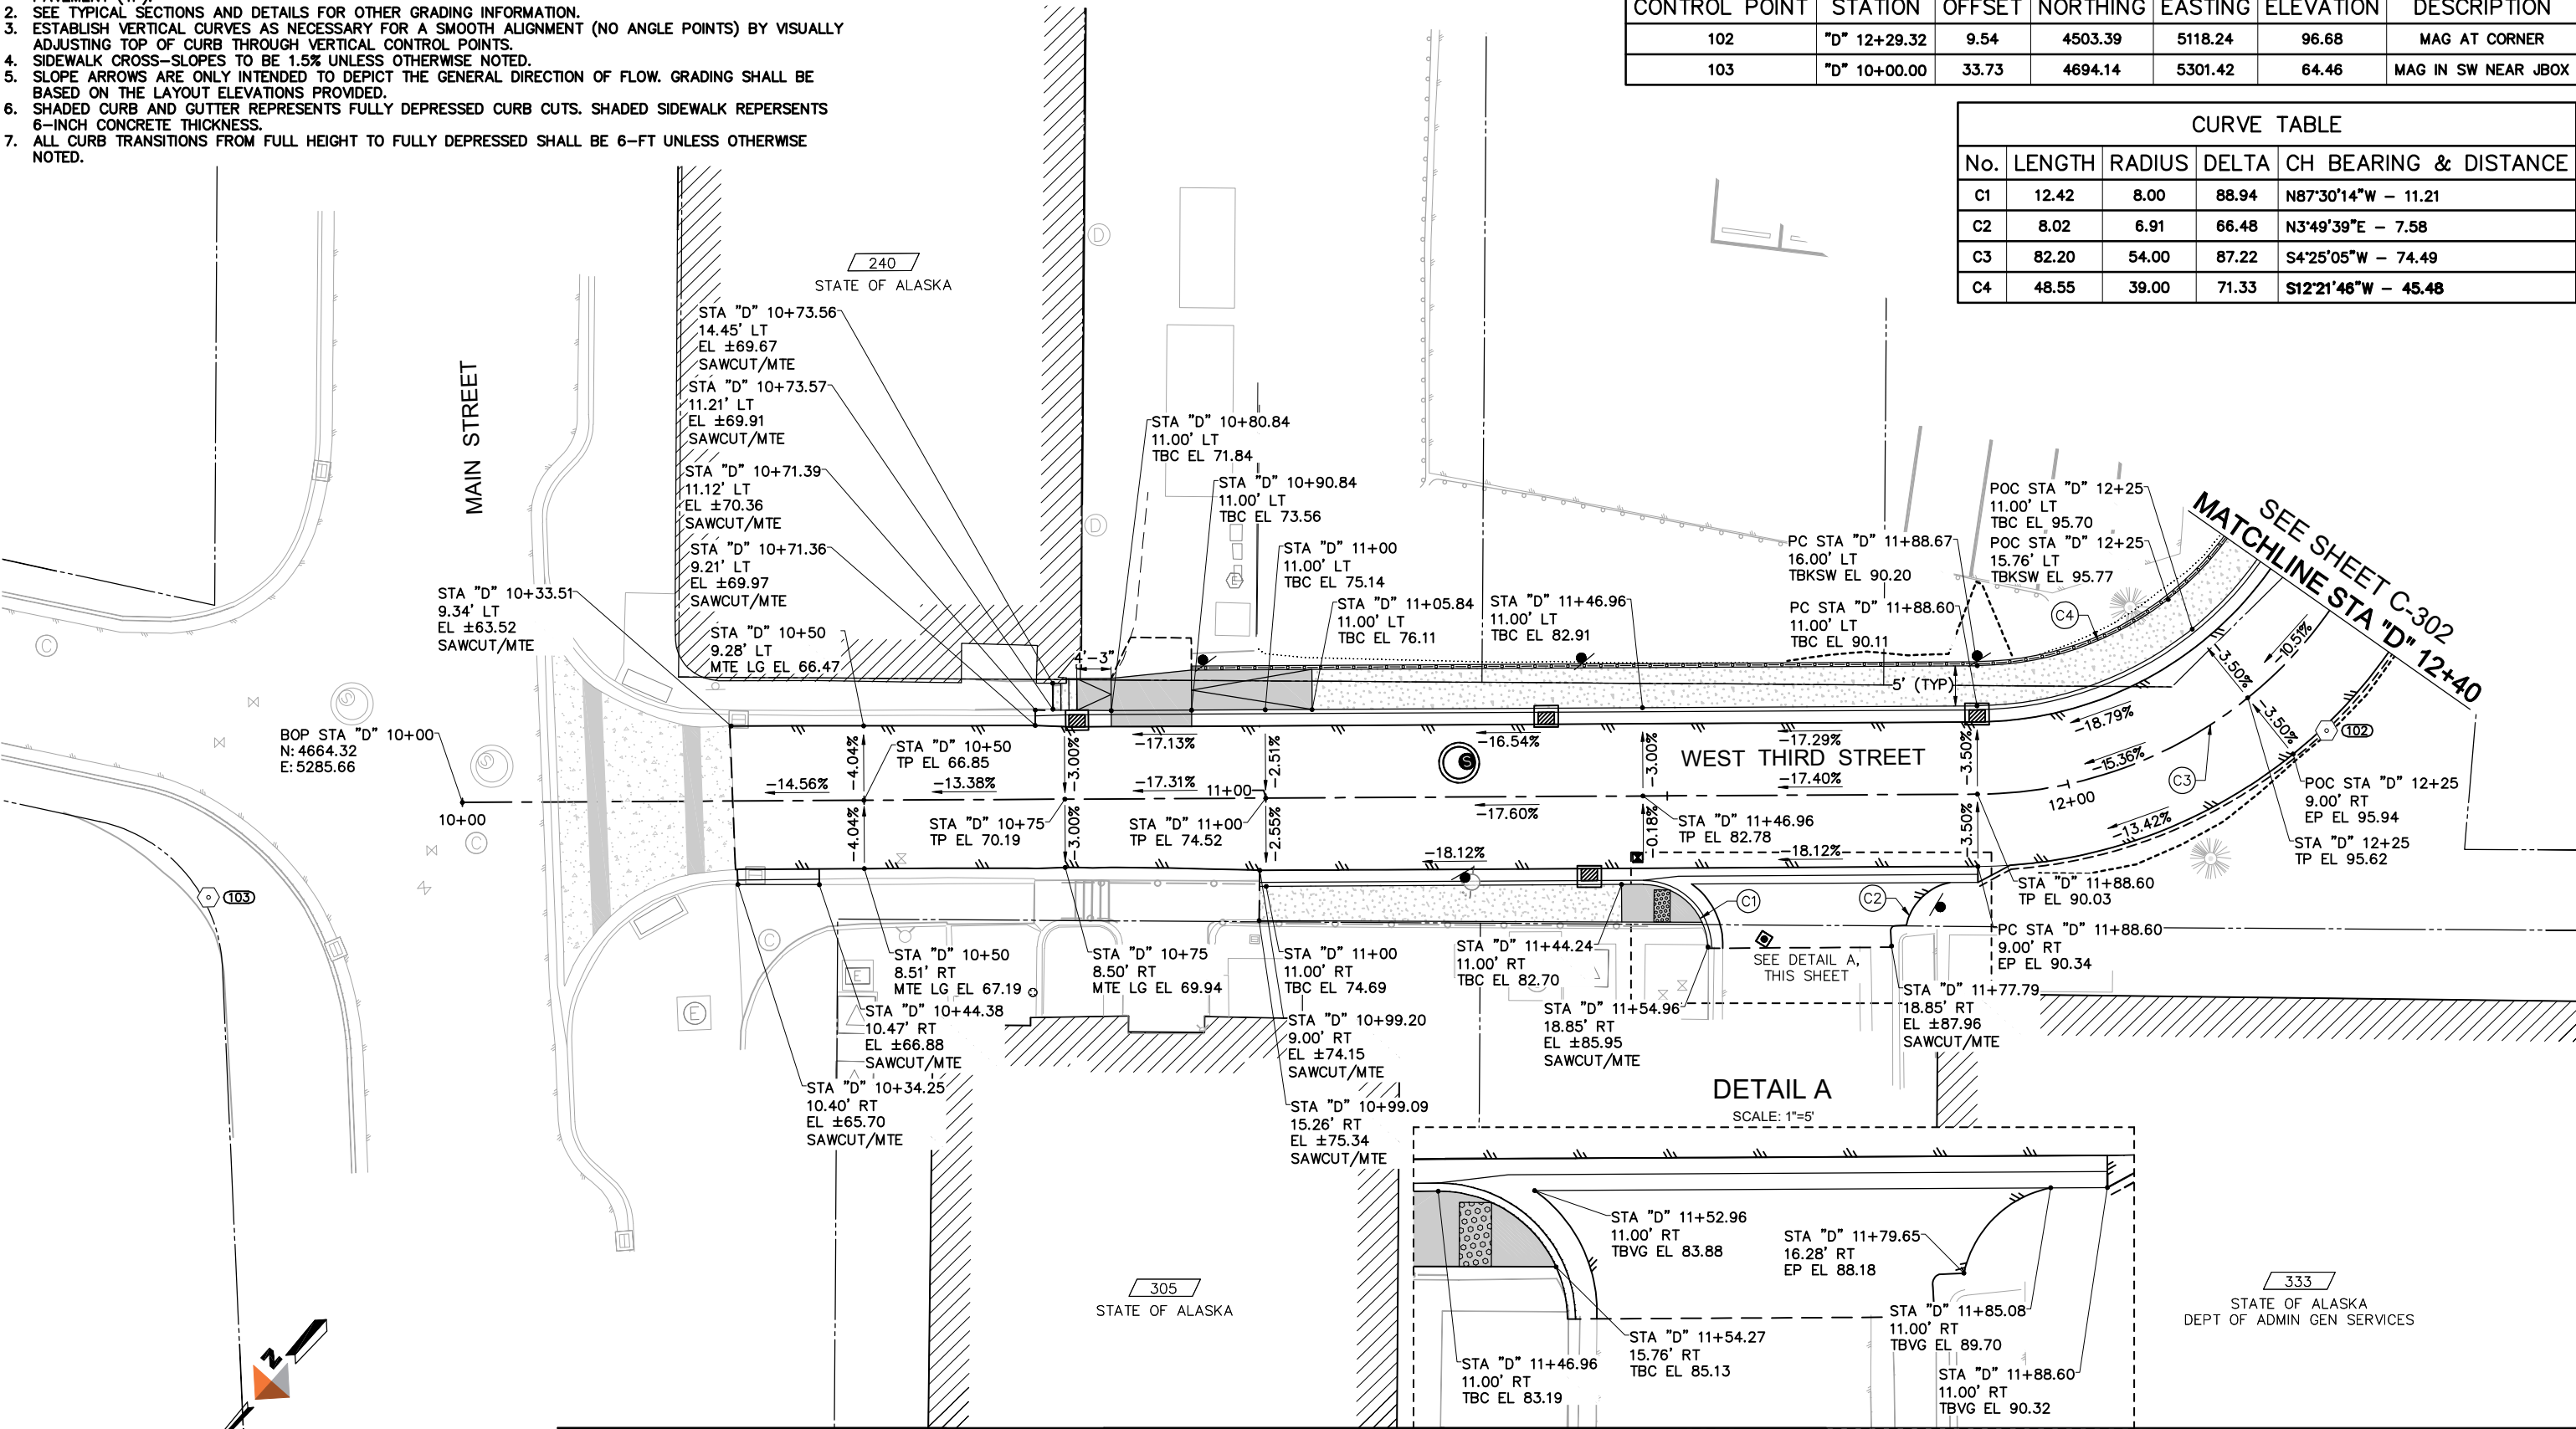 2. SEE TYPICAL SECTIONS AND DETAILS FOR OTHER GRADING INFORMATION.
3. ESTABLISH VERTICAL CURVES AS NECESSARY FOR A SMOOTH ALIGNMENT (NO ANGLE POINTS) BY VISUALLY
ADJUSTING TOP OF CURB THROUGH VERTICAL CONTROL POINTS.
4. SIDEWALK CROSS-SLOPES TO BE 1.5% UNLESS OTHERWISE NOTED.
5. SLOPE ARROWS ARE ONLY INTENDED TO DEPICT THE GENERAL DIRECTION OF FLOW. GRADING SHALL BE
BASED ON THE LAYOUT ELEVATIONS PROVIDED.
6. SHADED CURB AND GUTTER REPRESENTS FULLY DEPRESSED CURB CUTS. SHADED SIDEWALK REPERSENTS
6-INCH CONCRETE THICKNESS.
7. ALL CURB TRANSITIONS FROM FULL HEIGHT TO FULLY DEPRESSED SHALL BE 6-FT UNLESS OTHERWISE
NOTED.
CONTROL POINT STATION OFFSET NORTHING EASTING ELEVATION DESCRIPTION
102 "D" 12+29.32 9.54 4503.39 5118.24 96.68 MAG AT CORNER
103 "D" 10+00.00 33.73 4694.14 5301.42 64.46 MAG IN SW NEAR JBOX
CURVE TABLE
No. LENGTH RADIUS DELTA CH BEARING & DISTANCE
C1 12.42 8.00 88.94 N87°30'14"W - 11.21
C2 8.02 6.91 66.48 N3°49'39"E - 7.58
C3 82.20 54.00 87.22 S4°25'05"W - 74.49
C4 48.55 39.00 71.33 S12°21'46"W - 45.48
MAIN STREET
240
STATE OF ALASKA
D
D
E
STA "D" 10+73.56
14.45' LT
EL ±69.67
SAWCUT/MTE
STA "D" 10+73.57
11.21' LT
EL ±69.91
SAWCUT/MTE
STA "D" 10+71.39
11.12' LT
EL ±70.36
SAWCUT/MTE
STA "D" 10+71.36
9.21' LT
EL ±69.97
SAWCUT/MTE
STA "D" 10+33.51
9.34' LT
EL ±63.52
SAWCUT/MTE
STA "D" 10+50
9.28' LT
MTE LG EL 66.47
4'-3"
STA "D" 10+80.84
11.00' LT
TBC EL 71.84
STA "D" 10+90.84
11.00' LT
TBC EL 73.56
STA "D" 11+00
11.00' LT
TBC EL 75.14
STA "D" 11+05.84
11.00' LT
TBC EL 76.11
STA "D" 11+46.96
11.00' LT
TBC EL 82.91
PC STA "D" 11+88.67
16.00' LT
TBKSW EL 90.20
PC STA "D" 11+88.60
11.00' LT
TBC EL 90.11
POC STA "D" 12+25
11.00' LT
TBC EL 95.70
POC STA "D" 12+25
15.76' LT
TBKSW EL 95.77
SEE SHEET C-302
MATCHLINE STA "D" 12+40
C4
5' (TYP)
C
S
S
BOP STA "D" 10+00
N: 4664.32
E: 5285.66
10+00
C
103
-14.56%
-4.04%
-4.04%
STA "D" 10+50
TP EL 66.85
-13.38%
STA "D" 10+75
TP EL 70.19
-3.00%
-3.00%
-17.13%
-17.31%
11+00
STA "D" 11+00
TP EL 74.52
-2.51%
-2.55%
S
-16.54%
-17.60%
-18.12%
-3.00%
-0.18%
WEST THIRD STREET
-17.29%
-17.40%
STA "D" 11+46.96
TP EL 82.78
-18.12%
-3.50%
-3.50%
-18.79%
-15.36%
12+00
-13.42%
C3
-3.50%
-10.51%
-3.50%
102
POC STA "D" 12+25
9.00' RT
EP EL 95.94
STA "D" 12+25
TP EL 95.62
STA "D" 11+88.60
TP EL 90.03
PC STA "D" 11+88.60
9.00' RT
EP EL 90.34
C1
C2
SEE DETAIL A,
THIS SHEET
STA "D" 11+77.79
18.85' RT
EL ±87.96
SAWCUT/MTE
STA "D" 11+44.24
11.00' RT
TBC EL 82.70
STA "D" 11+54.96
18.85' RT
EL ±85.95
SAWCUT/MTE
C
E
E
STA "D" 10+50
8.51' RT
MTE LG EL 67.19
STA "D" 10+44.38
10.47' RT
EL ±66.88
SAWCUT/MTE
STA "D" 10+34.25
10.40' RT
EL ±65.70
SAWCUT/MTE
STA "D" 10+75
8.50' RT
MTE LG EL 69.94
STA "D" 11+00
11.00' RT
TBC EL 74.69
STA "D" 10+99.20
9.00' RT
EL ±74.15
SAWCUT/MTE
STA "D" 10+99.09
15.26' RT
EL ±75.34
SAWCUT/MTE
DETAIL A
SCALE: 1"=5'
STA "D" 11+52.96
11.00' RT
TBVG EL 83.88
STA "D" 11+79.65
16.28' RT
EP EL 88.18
STA "D" 11+85.08
11.00' RT
TBVG EL 89.70
STA "D" 11+54.27
15.76' RT
TBC EL 85.13
STA "D" 11+46.96
11.00' RT
TBC EL 83.19
STA "D" 11+88.60
11.00' RT
TBVG EL 90.32
305
STATE OF ALASKA
333
STATE OF ALASKA
DEPT OF ADMIN GEN SERVICES
N